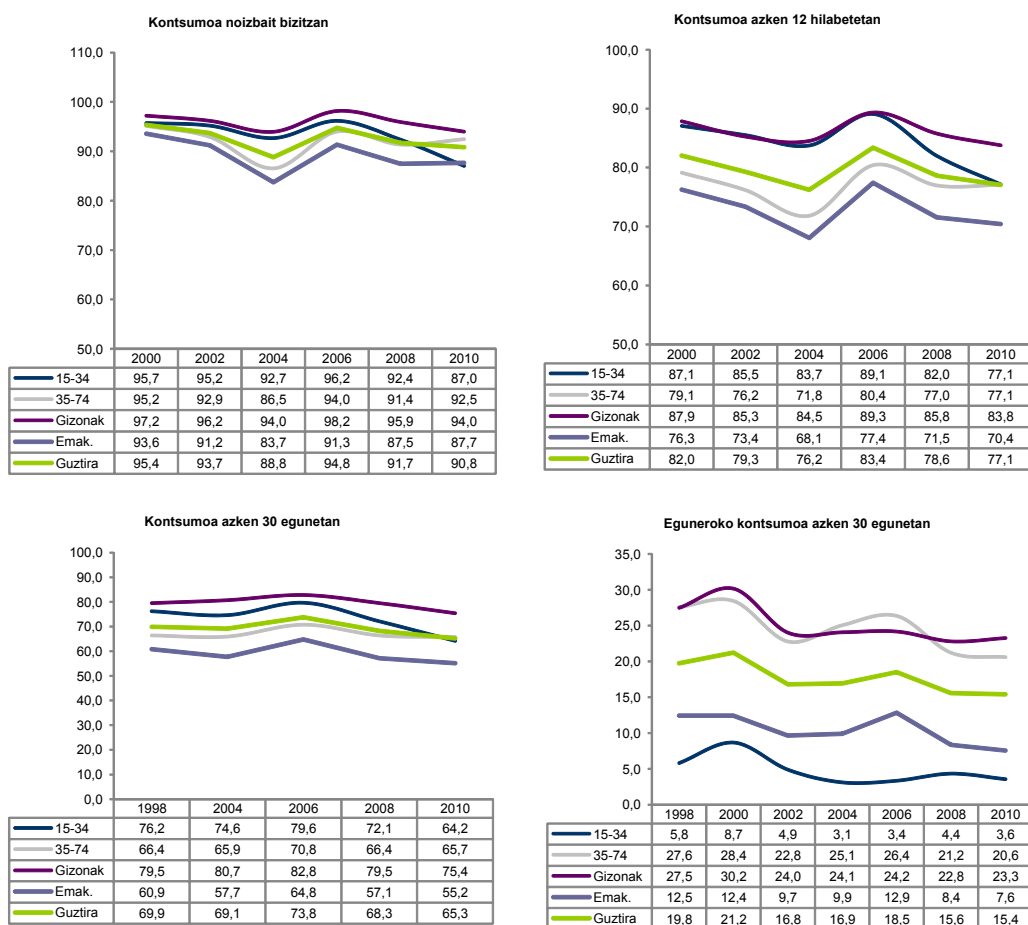 Kontsumoa noizbait bizitzan
110,0
100,0
90,0
80,0
70,0
60,0
50,0
2000 2002 2004 2006 2008 2010
15-34 95,7 95,2 92,7 96,2 92,4 87,0
35-74 95,2 92,9 86,5 94,0 91,4 92,5
Gizonak 97,2 96,2 94,0 98,2 95,9 94,0
Emak. 93,6 91,2 83,7 91,3 87,5 87,7
Guztira 95,4 93,7 88,8 94,8 91,7 90,8
Kontsumoa azken 12 hilabetetan
100,0
90,0
80,0
70,0
60,0
50,0
2000 2002 2004 2006 2008 2010
15-34 87,1 85,5 83,7 89,1 82,0 77,1
35-74 79,1 76,2 71,8 80,4 77,0 77,1
Gizonak 87,9 85,3 84,5 89,3 85,8 83,8
Emak. 76,3 73,4 68,1 77,4 71,5 70,4
Guztira 82,0 79,3 76,2 83,4 78,6 77,1
Kontsumoa azken 30 egunetan
100,0
90,0
80,0
70,0
60,0
50,0
40,0
30,0
20,0
10,0
0,0
1998 2004 2006 2008 2010
15-34 76,2 74,6 79,6 72,1 64,2
35-74 66,4 65,9 70,8 66,4 65,7
Gizonak 79,5 80,7 82,8 79,5 75,4
Emak. 60,9 57,7 64,8 57,1 55,2
Guztira 69,9 69,1 73,8 68,3 65,3
Eguneroko kontsumoa azken 30 egunetan
35,0
30,0
25,0
20,0
15,0
10,0
5,0
0,0
1998 2000 2002 2004 2006 2008 2010
15-34 5,8 8,7 4,9 3,1 3,4 4,4 3,6
35-74 27,6 28,4 22,8 25,1 26,4 21,2 20,6
Gizonak 27,5 30,2 24,0 24,1 24,2 22,8 23,3
Emak. 12,5 12,4 9,7 9,9 12,9 8,4 7,6
Guztira 19,8 21,2 16,8 16,9 18,5 15,6 15,4